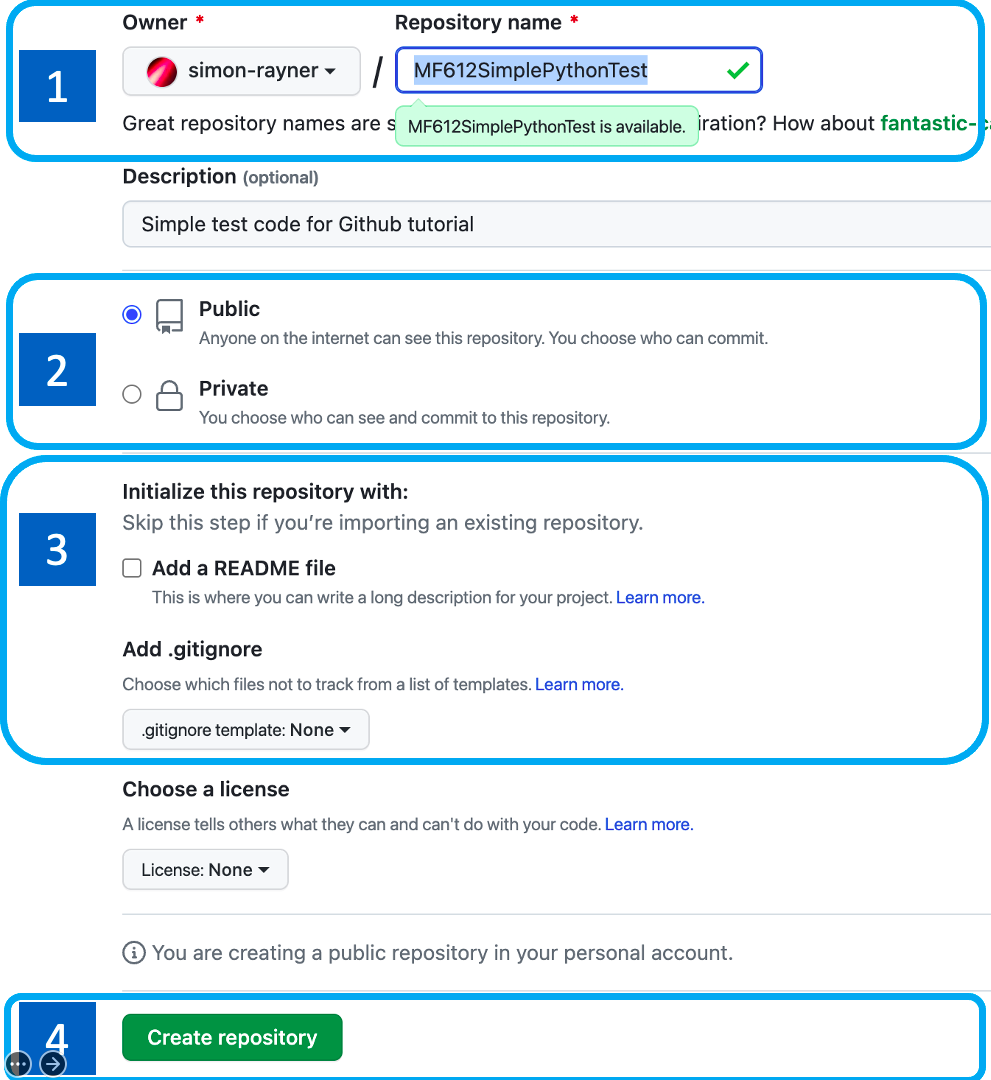 Owner * Repository name *
1
simon-rayner / MF612SimplePythonTest
Great repository names are s MF612SimplePythonTest is available. iration? How about fantastic-
Description (optional)
Simple test code for Github tutorial
Public
Anyone on the internet can see this repository. You choose who can commit.
2
Private
You choose who can see and commit to this repository.
Initialize this repository with:
Skip this step if you’re importing an existing repository.
3
Add a README file
This is where you can write a long description for your project. Learn more.
Add .gitignore
Choose which files not to track from a list of templates. Learn more.
.gitignore template: None
Choose a license
A license tells others what they can and can't do with your code. Learn more.
License: None
You are creating a public repository in your personal account.
4
Create repository